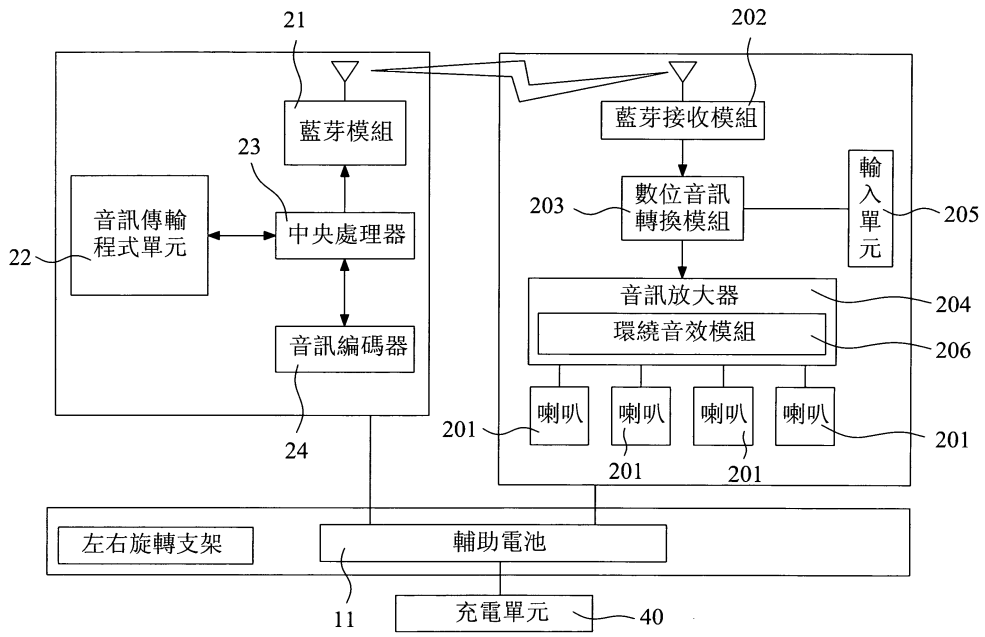 21
202
藍芽模組
藍芽接收模組
23
音訊傳輸
程式單元
22
中央處理器
203
數位音訊
轉換模組
輸
入
單
元
205
音訊放大器
204
環繞音效模組
206
音訊編碼器
24
喇叭
喇叭
喇叭
喇叭
201
201
201
201
左右旋轉支架
輔助電池
11
充電單元
40